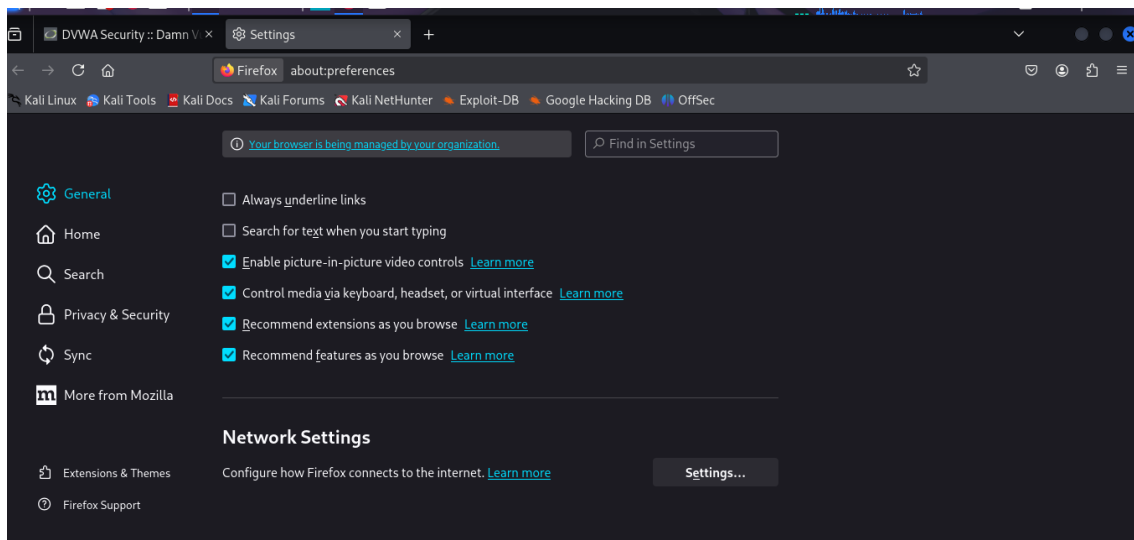 DVWA Security :: Damn V
Settings
Firefox about:preferences
Kali Linux Kali Tools Kali Docs Kali Forums Kali NetHunter Exploit-DB Google Hacking DB OffSec
Your browser is being managed by your organization.
Find in Settings
General
Home
Search
Privacy & Security
Sync
m More from Mozilla
Extensions & Themes
Firefox Support
Always underline links
Search for text when you start typing
Enable picture-in-picture video controls Learn more
Control media via keyboard, headset, or virtual interface Learn more
Recommend extensions as you browse Learn more
Recommend features as you browse Learn more
Network Settings
Configure how Firefox connects to the internet. Learn more
Settings...